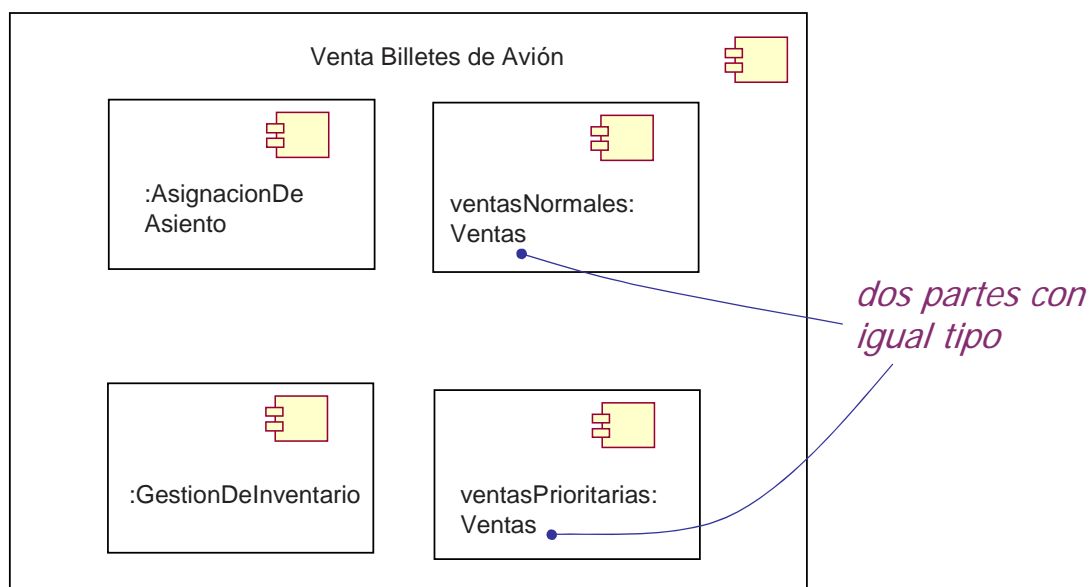 Venta Billetes de Avión
:AsignacionDe
Asiento
ventasNormales:
Ventas
dos partes con
igual tipo
:GestionDeInventario
ventasPrioritarias:
Ventas